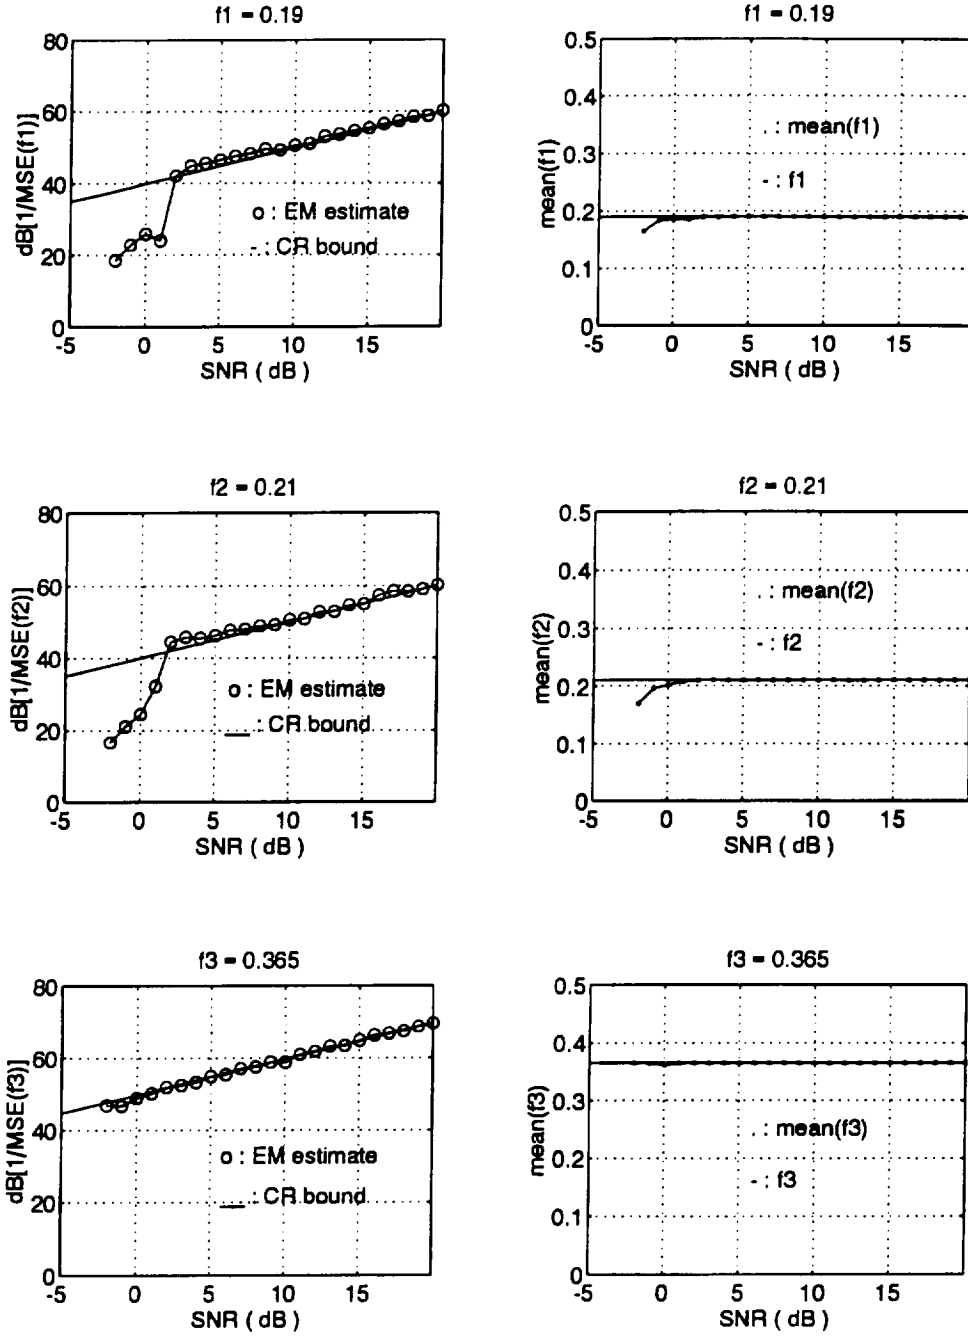 f1 = 0.19
80
60
40
20
0
dB[1/MSE(f1)]
o : EM estimate
- : CR bound
-5 0 5 10 15
SNR ( dB )
f1 = 0.19
0.5
0.4
0.3
0.2
0.1
0
mean(f1)
. : mean(f1)
- : f1
-5 0 5 10 15
SNR ( dB )
f2 = 0.21
80
60
40
20
0
dB[1/MSE(f2)]
o : EM estimate
— : CR bound
-5 0 5 10 15
SNR ( dB )
f2 = 0.21
0.5
0.4
0.3
0.2
0.1
0
mean(f2)
. : mean(f2)
- : f2
-5 0 5 10 15
SNR ( dB )
f3 = 0.365
80
60
40
20
0
dB[1/MSE(f3)]
o : EM estimate
— : CR bound
-5 0 5 10 15
SNR ( dB )
f3 = 0.365
0.5
0.4
0.3
0.2
0.1
0
mean(f3)
. : mean(f3)
- : f3
-5 0 5 10 15
SNR ( dB )